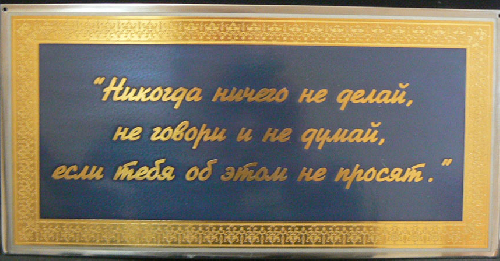 “Никогда ничего не делай,
не говори и не думай,
если тебя об этом не просят.”